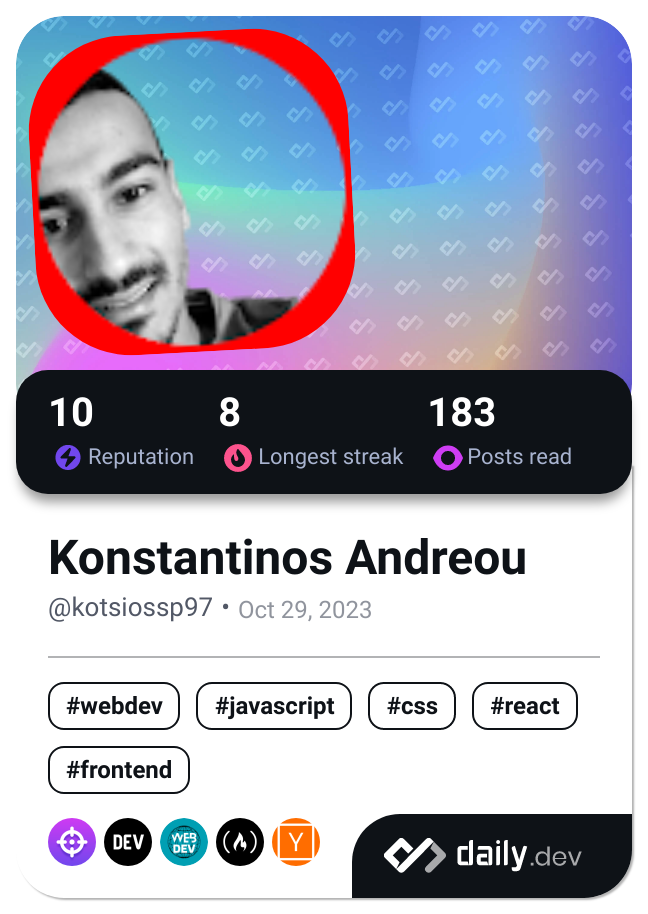 10 8 183
Reputation Longest streak Posts read
Konstantinos Andreou
@kotsiossp97 • Oct 29, 2023
#webdev #javascript #css #react
#frontend
DEV WEB DEV Y
daily.dev